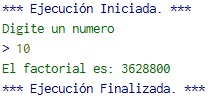 *** Ejecución Iniciada. ***
Digite un numero
> 10
El factorial es: 3628800
*** Ejecución Finalizada. ***